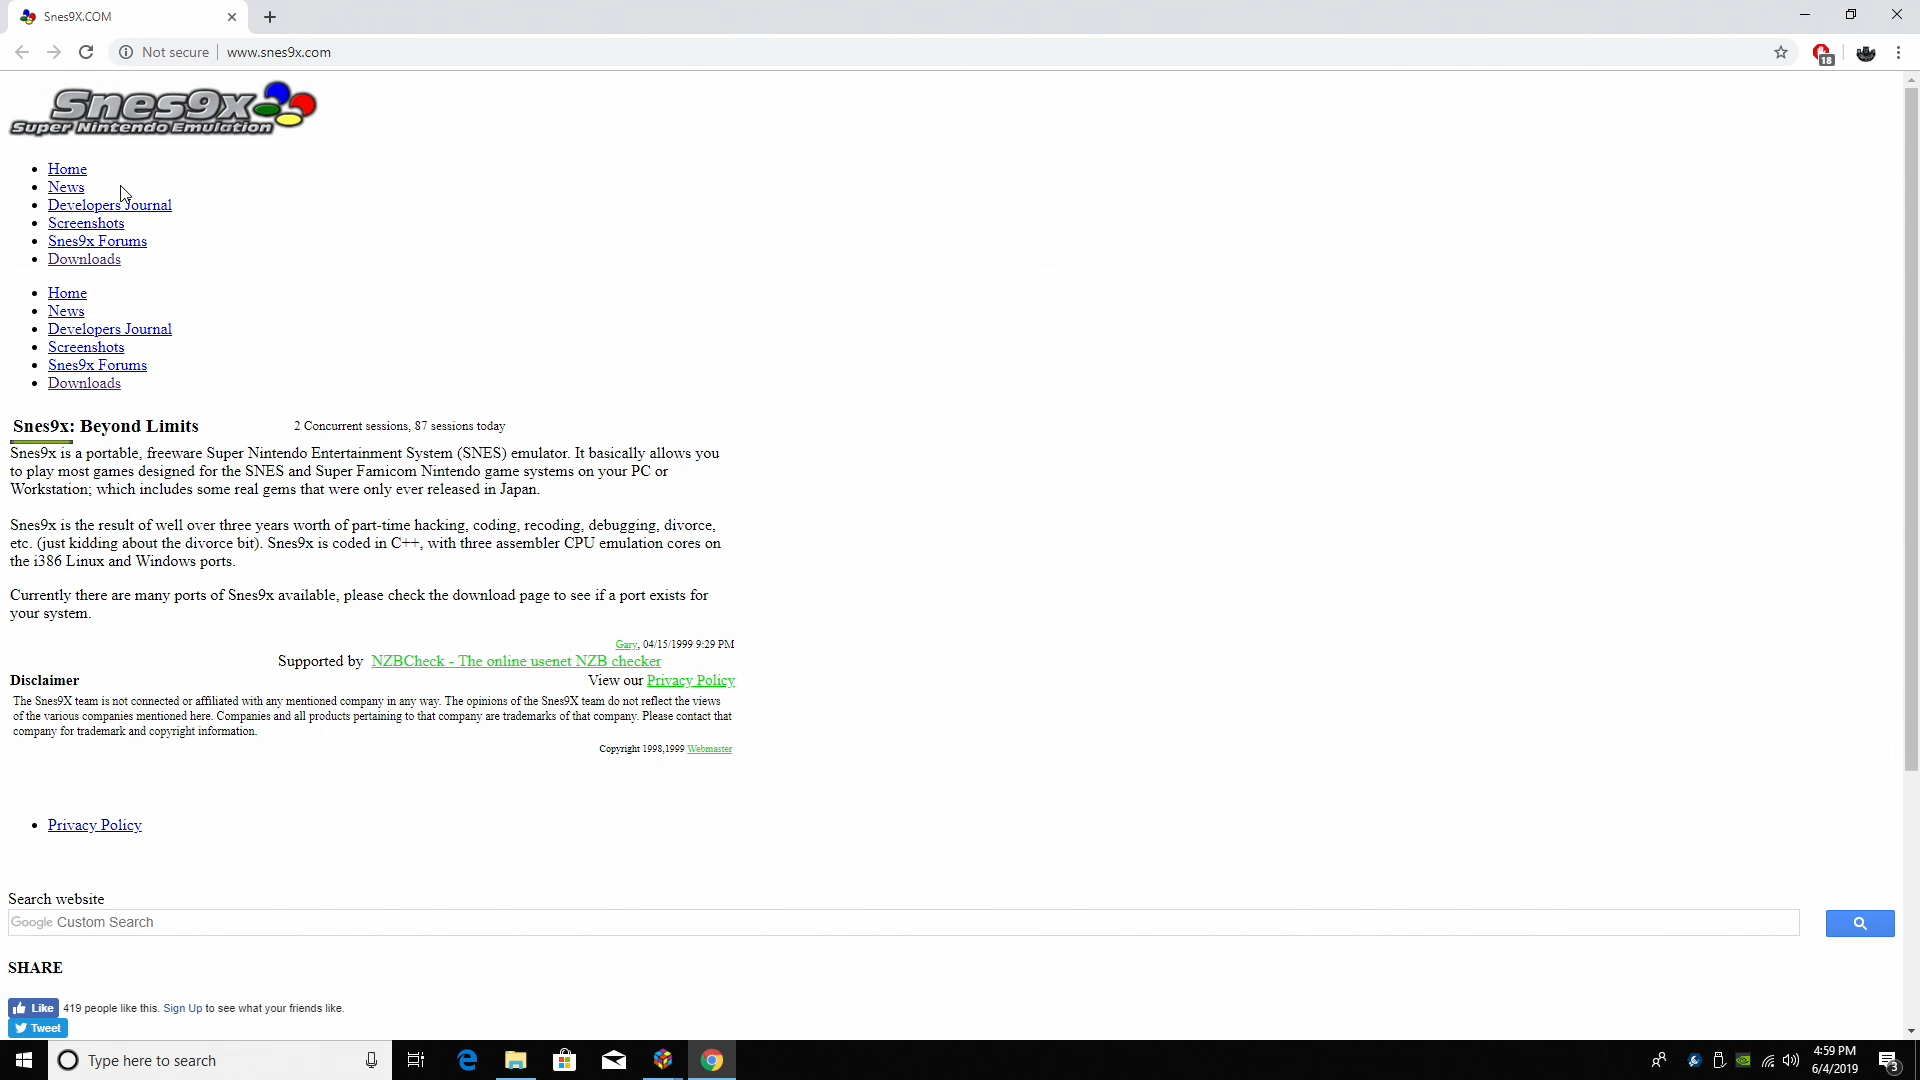 Snes9X.COM
Not secure
www.snes9x.com
18
Snes9x
Super Nintendo Emulation
Home
News
Developers Journal
Screenshots
Snes9x Forums
Downloads
Home
News
Developers Journal
Screenshots
Snes9x Forums
Downloads
Snes9x: Beyond Limits
2 Concurrent sessions, 87 sessions today
Snes9x is a portable, freeware Super Nintendo Entertainment System (SNES) emulator. It basically allows you
to play most games designed for the SNES and Super Famicom Nintendo game systems on your PC or
Workstation; which includes some real gems that were only ever released in Japan.
Snes9x is the result of well over three years worth of part-time hacking, coding, recoding, debugging, divorce,
etc. (just kidding about the divorce bit). Snes9x is coded in C++, with three assembler CPU emulation cores on
the i386 Linux and Windows ports.
Currently there are many ports of Snes9x available, please check the download page to see if a port exists for
your system.
Gary, 04/15/1999 9:29 PM
Supported by NZBCheck - The online usenet NZB checker
Disclaimer
View our Privacy Policy
The Snes9X team is not connected or affiliated with any mentioned company in any way. The opinions of the Snes9X team do not reflect the views
of the various companies mentioned here. Companies and all products pertaining to that company are trademarks of that company. Please contact that
company for trademark and copyright information.
Copyright 1998,1999 Webmaster
Privacy Policy
Search website
Google Custom Search
SHARE
Like
419 people like this. Sign Up to see what your friends like.
Tweet
Type here to search
4:59 PM
6/4/2019
3